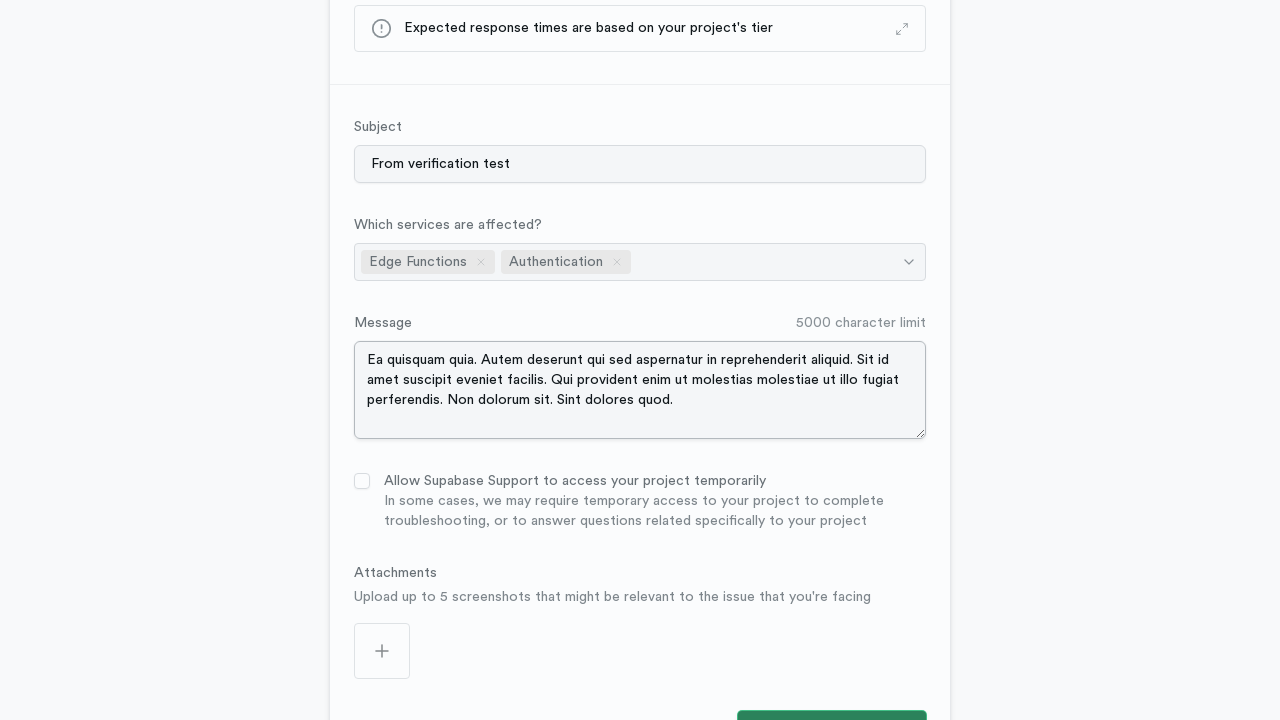 Expected response times are based on your project's tier
Subject
From verification test
Which services are affected?
Edge Functions Authentication
Message 5000 character limit
Ea quisquam quia. Autem deserunt qui sed aspernatur in reprehenderit aliquid. Sit id
amet suscipit eveniet facilis. Qui provident enim ut molestias molestiae ut illo fugiat
perferendis. Non dolorum sit. Sint dolores quod.
Allow Supabase Support to access your project temporarily
In some cases, we may require temporary access to your project to complete
troubleshooting, or to answer questions related specifically to your project
Attachments
Upload up to 5 screenshots that might be relevant to the issue that you're facing